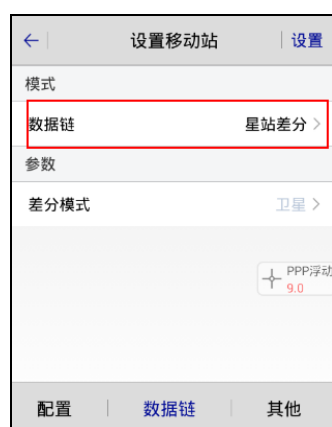 设置移动站 设置
模式
数据链 星站差分
参数
差分模式 卫星
PPP浮动
9.0
配置 数据链 其他